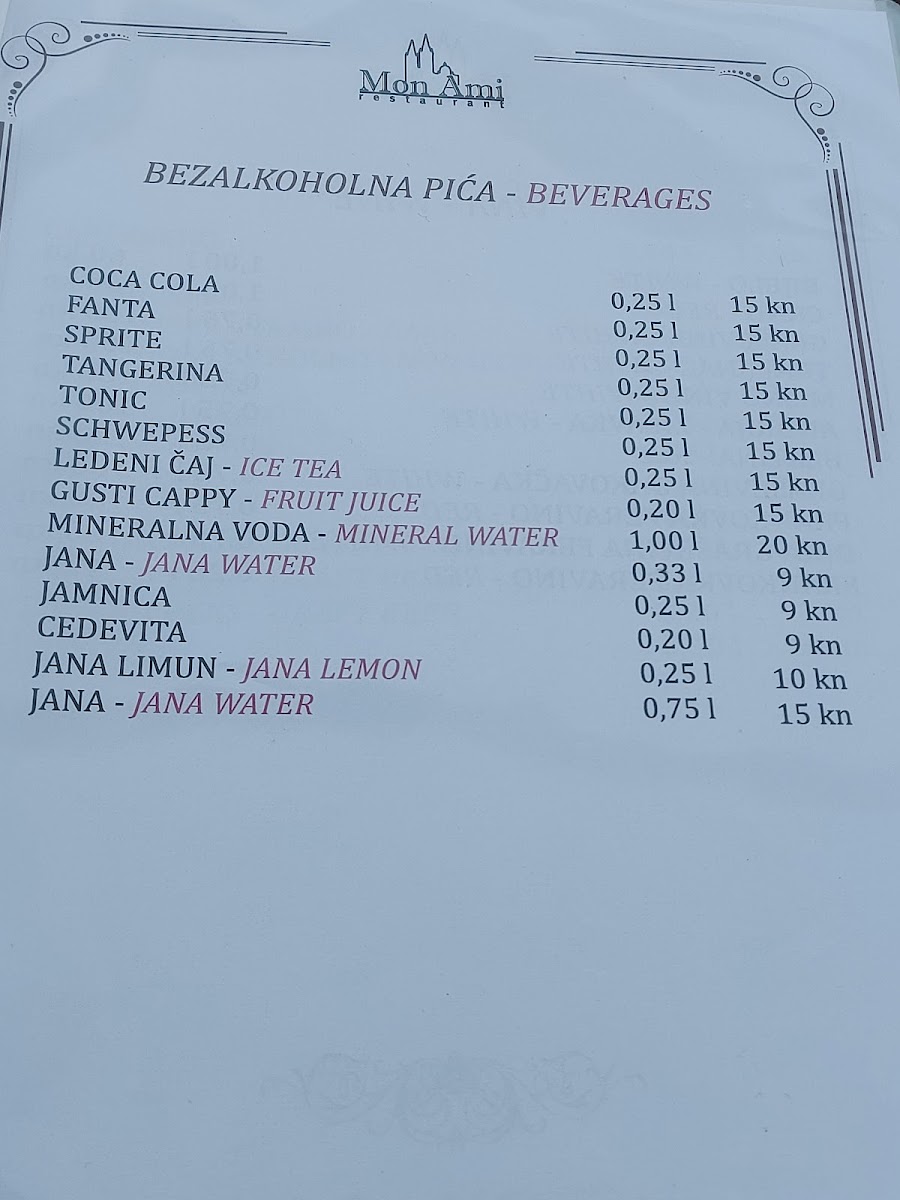 Mon Ami
restaurant
BEZALKOHOLNA PIĆA - BEVERAGES
COCA COLA 0,25 l 15 kn
FANTA 0,25 l 15 kn
SPRITE 0,25 l 15 kn
TANGERINA 0,25 l 15 kn
TONIC 0,25 l 15 kn
SCHWEPESS 0,25 l 15 kn
LEDENI ČAJ - ICE TEA 0,25 l 15 kn
GUSTI CAPPY - FRUIT JUICE 0,20 l 15 kn
MINERALNA VODA - MINERAL WATER 1,00 l 20 kn
JANA - JANA WATER 0,33 l 9 kn
JAMNICA 0,25 l 9 kn
CEDEVITA 0,20 l 9 kn
JANA LIMUN - JANA LEMON 0,25 l 10 kn
JANA - JANA WATER 0,75 l 15 kn